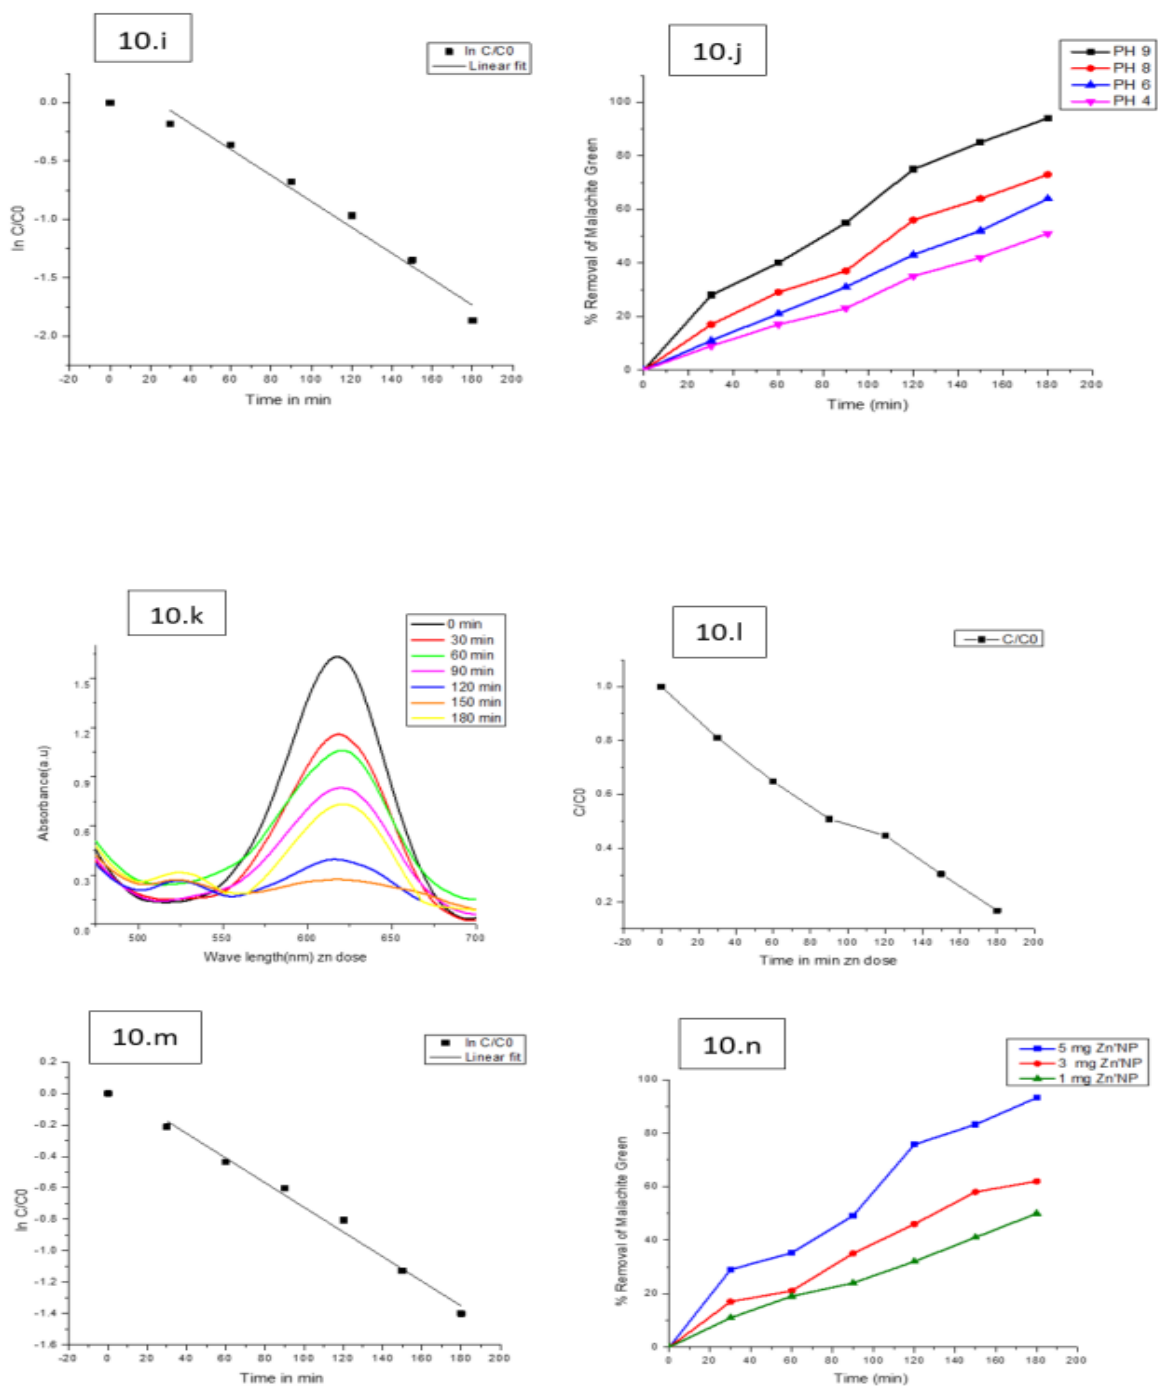 10.i
In C/C0
Linear fit
0.0
-0.5
-1.0
-1.5
-2.0
In C/C0
-20 0 20 40 60 80 100 120 140 160 180 200
Time in min
10.j
PH 9
PH 8
PH 6
PH 4
100
80
60
40
20
0
% Removal of Malachite Green
0 20 40 60 80 100 120 140 160 180 200
Time (min)
10.k
0 min
30 min
60 min
90 min
120 min
150 min
180 min
1.5
1.2
0.9
0.6
0.3
0.0
Absorbance(a.u)
500 550 600 650 700
Wave length(nm) zn dose
10.l
C/C0
1.0
0.8
0.6
0.4
0.2
C/C0
-20 0 20 40 60 80 100 120 140 160 180 200
Time in min zn dose
10.m
In C/C0
Linear fit
0.2
0.0
-0.2
-0.4
-0.6
-0.8
-1.0
-1.2
-1.4
-1.6
In C/C0
-20 0 20 40 60 80 100 120 140 160 180 200
Time in min
10.n
5 mg Zn'NP
3 mg Zn'NP
1 mg Zn'NP
100
80
60
40
20
0
% Removal of Malachite Green
0 20 40 60 80 100 120 140 160 180 200
Time (min)